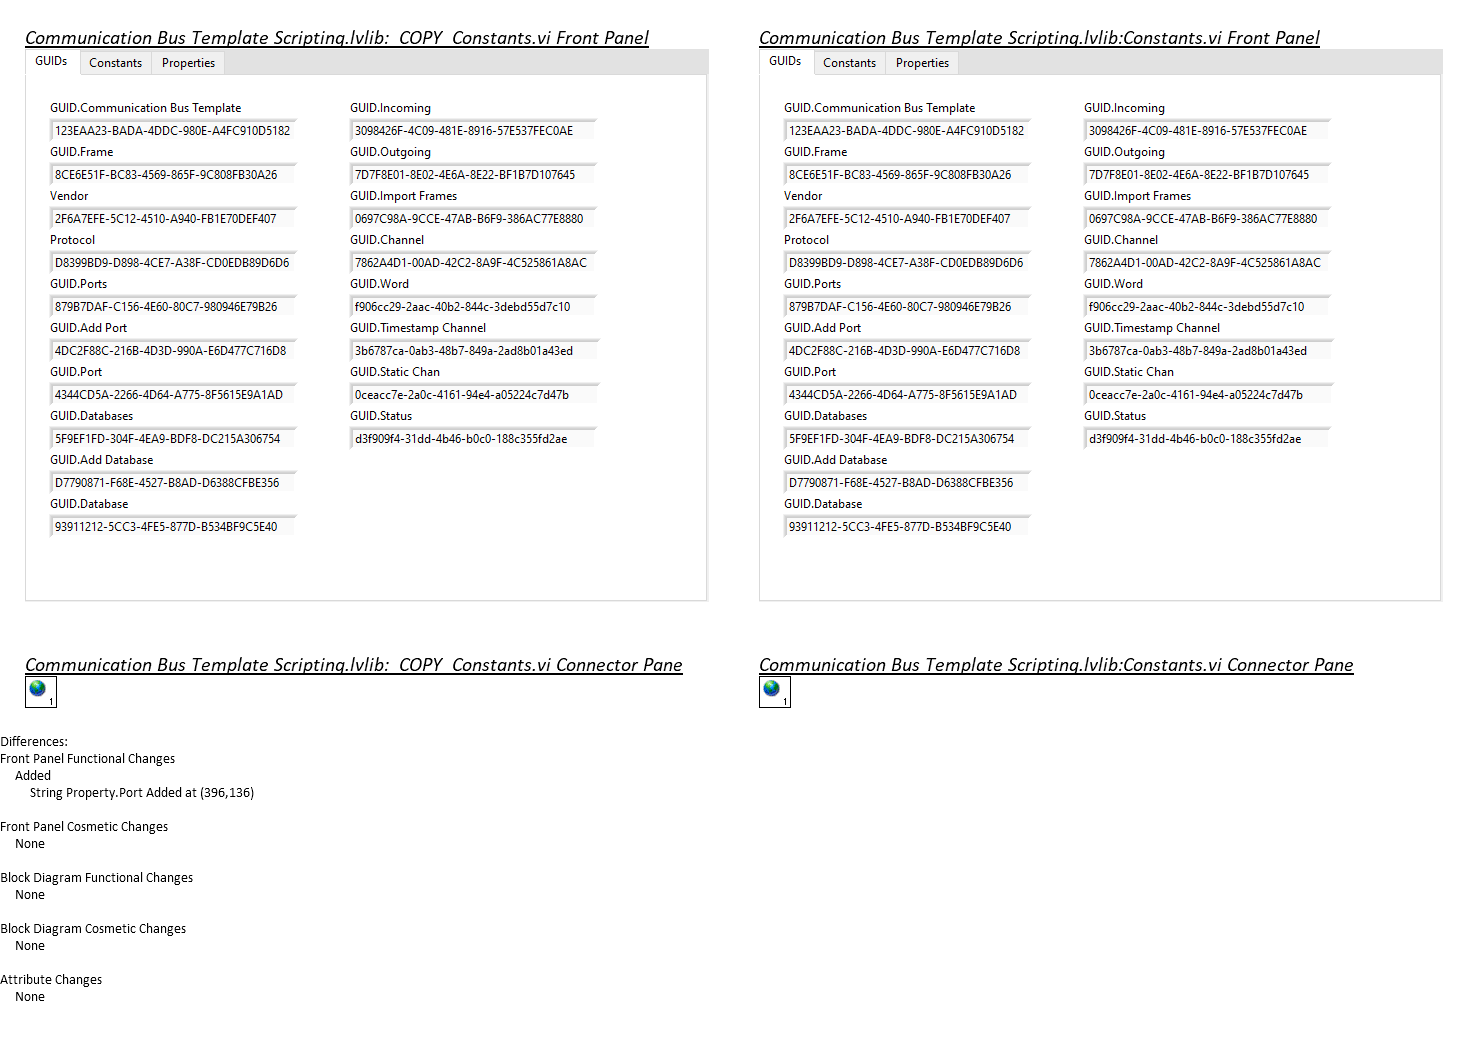 Communication Bus Template Scripting.lvlib:_COPY_Constants.vi Front Panel
GUIDs Constants Properties
GUID.Communication Bus Template
123EAA23-BADA-4DDC-980E-A4FC910D5182
GUID.Frame
8CE6E51F-BC83-4569-865F-9C808FB30A26
Vendor
2F6A7EFE-5C12-4510-A940-FB1E70DEF407
Protocol
D8399BD9-D898-4CE7-A38F-CD0EDB89D6D6
GUID.Ports
879B7DAF-C156-4E60-80C7-980946E79B26
GUID.Add Port
4DC2F88C-216B-4D3D-990A-E6D477C716D8
GUID.Port
4344CD5A-2266-4D64-A775-8F5615E9A1AD
GUID.Databases
5F9EF1FD-304F-4EA9-BDF8-DC215A306754
GUID.Add Database
D7790871-F68E-4527-B8AD-D6388CFBE356
GUID.Database
93911212-5CC3-4FE5-877D-B534BF9C5E40
GUID.Incoming
3098426F-4C09-481E-8916-57E537FEC0AE
GUID.Outgoing
7D7F8E01-8E02-4E6A-8E22-BF1B7D107645
GUID.Import Frames
0697C98A-9CCE-47AB-B6F9-386AC77E8880
GUID.Channel
7862A4D1-00AD-42C2-8A9F-4C525861A8AC
GUID.Word
f906cc29-2aac-40b2-844c-3debd55d7c10
GUID.Timestamp Channel
3b6787ca-0ab3-48b7-849a-2ad8b01a43ed
GUID.Static Chan
0ceacc7e-2a0c-4161-94e4-a05224c7d47b
GUID.Status
d3f909f4-31dd-4b46-b0c0-188c355fd2ae
Communication Bus Template Scripting.lvlib:Constants.vi Front Panel
GUIDs Constants Properties
GUID.Communication Bus Template
123EAA23-BADA-4DDC-980E-A4FC910D5182
GUID.Frame
8CE6E51F-BC83-4569-865F-9C808FB30A26
Vendor
2F6A7EFE-5C12-4510-A940-FB1E70DEF407
Protocol
D8399BD9-D898-4CE7-A38F-CD0EDB89D6D6
GUID.Ports
879B7DAF-C156-4E60-80C7-980946E79B26
GUID.Add Port
4DC2F88C-216B-4D3D-990A-E6D477C716D8
GUID.Port
4344CD5A-2266-4D64-A775-8F5615E9A1AD
GUID.Databases
5F9EF1FD-304F-4EA9-BDF8-DC215A306754
GUID.Add Database
D7790871-F68E-4527-B8AD-D6388CFBE356
GUID.Database
93911212-5CC3-4FE5-877D-B534BF9C5E40
GUID.Incoming
3098426F-4C09-481E-8916-57E537FEC0AE
GUID.Outgoing
7D7F8E01-8E02-4E6A-8E22-BF1B7D107645
GUID.Import Frames
0697C98A-9CCE-47AB-B6F9-386AC77E8880
GUID.Channel
7862A4D1-00AD-42C2-8A9F-4C525861A8AC
GUID.Word
f906cc29-2aac-40b2-844c-3debd55d7c10
GUID.Timestamp Channel
3b6787ca-0ab3-48b7-849a-2ad8b01a43ed
GUID.Static Chan
0ceacc7e-2a0c-4161-94e4-a05224c7d47b
GUID.Status
d3f909f4-31dd-4b46-b0c0-188c355fd2ae
Communication Bus Template Scripting.lvlib:_COPY_Constants.vi Connector Pane
1
Communication Bus Template Scripting.lvlib:Constants.vi Connector Pane
1
Differences:
Front Panel Functional Changes
Added
String Property.Port Added at (396,136)
Front Panel Cosmetic Changes
None
Block Diagram Functional Changes
None
Block Diagram Cosmetic Changes
None
Attribute Changes
None